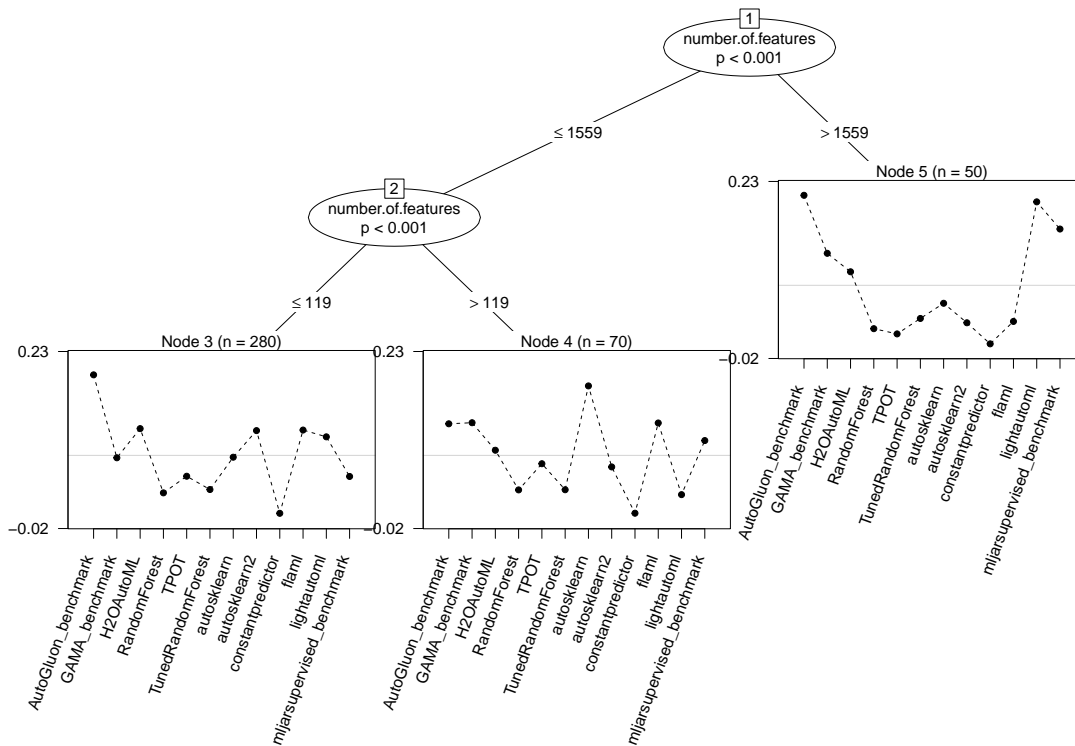 1
number.of.features
p < 0.001
≤ 1559
> 1559
2
number.of.features
p < 0.001
≤ 119
> 119
Node 3 (n = 280)
0.23
−0.02
AutoGluon_benchmark
GAMA_benchmark
H2OAutoML
RandomForest
TPOT
TunedRandomForest
autosklearn
autosklearn2
constantpredictor
flaml
lightautoml
mljarsupervised_benchmark
Node 4 (n = 70)
0.23
−0.02
AutoGluon_benchmark
GAMA_benchmark
H2OAutoML
RandomForest
TPOT
TunedRandomForest
autosklearn
autosklearn2
constantpredictor
flaml
lightautoml
mljarsupervised_benchmark
Node 5 (n = 50)
0.23
−0.02
AutoGluon_benchmark
GAMA_benchmark
H2OAutoML
RandomForest
TPOT
TunedRandomForest
autosklearn
autosklearn2
constantpredictor
flaml
lightautoml
mljarsupervised_benchmark